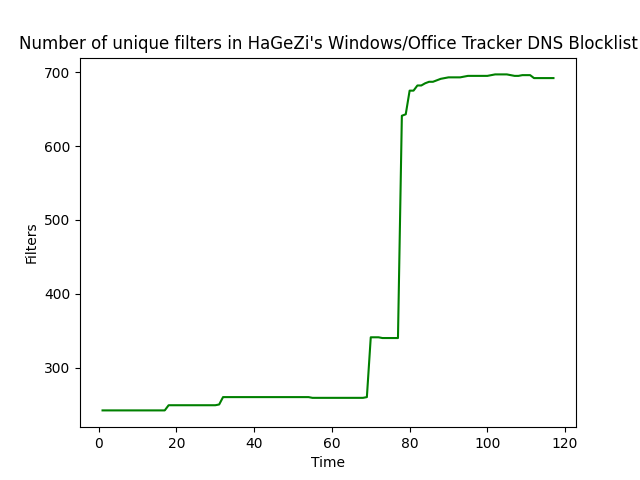 Number of unique filters in HaGeZi's Windows/Office Tracker DNS Blocklist
700
600
500
400
300
Filters
0 20 40 60 80 100 120
Time